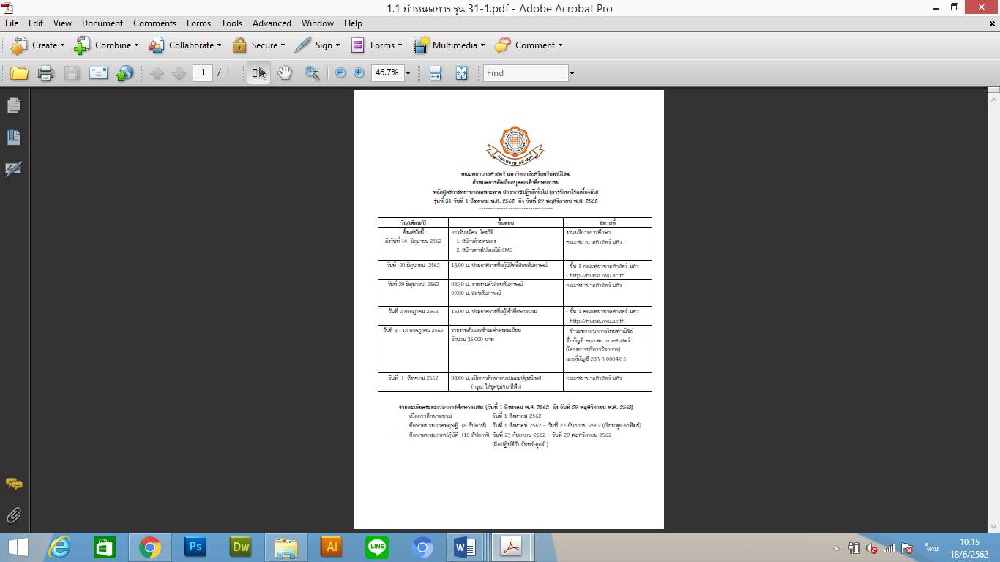 1.1 กำหนดการ รุ่น 31-1.pdf - Adobe Acrobat Pro
File Edit View Document Comments Forms Tools Advanced Window Help
Create Combine Collaborate Secure Sign Forms Multimedia Comment
1 / 1 46.7% Find
คณะพยาบาลศาสตร์
คณะพยาบาลศาสตร์ มหาวิทยาลัยศรีนครินทรวิโรฒ
กำหนดการคัดเลือกบุคคลเข้าศึกษาอบรม
หลักสูตรการพยาบาลเฉพาะทาง สาขาเวชปฏิบัติทั่วไป (การรักษาโรคเบื้องต้น)
รุ่นที่ 31 วันที่ 1 สิงหาคม พ.ศ. 2562 ถึง วันที่ 29 พฤศจิกายน พ.ศ. 2562
วัน/เดือน/ปี ขั้นตอน สถานที่
ตั้งแต่บัดนี้ การรับสมัคร โดยวิธี งานบริการการศึกษา
ถึงวันที่ 14 มิถุนายน 2562 1. สมัครด้วยตนเอง คณะพยาบาลศาสตร์ มศว
2. สมัครทางไปรษณีย์ EMS
วันที่ 20 มิถุนายน 2562 13.00 น. ประกาศรายชื่อผู้มีสิทธิ์สอบสัมภาษณ์ - ชั้น 1 คณะพยาบาลศาสตร์ มศว
- http://nurse.swu.ac.th
วันที่ 29 มิถุนายน 2562 08.30 น. รายงานตัวสอบสัมภาษณ์ คณะพยาบาลศาสตร์ มศว
09.00 น. สอบสัมภาษณ์
วันที่ 2 กรกฎาคม 2562 15.00 น. ประกาศรายชื่อผู้เข้าศึกษาอบรม - ชั้น 1 คณะพยาบาลศาสตร์ มศว
- http://nurse.swu.ac.th
วันที่ 3 - 12 กรกฎาคม 2562 รายงานตัวและชำระค่าลงทะเบียน - ชำระทางธนาคารไทยพาณิชย์
จำนวน 35,000 บาท ชื่อบัญชี คณะพยาบาลศาสตร์
(โครงการบริการวิชาการ)
เลขที่บัญชี 283-3-00042-5
วันที่ 1 สิงหาคม 2562 08.00 น. เปิดการศึกษาอบรมและปฐมนิเทศ คณะพยาบาลศาสตร์ มศว
(กรุณาใส่ชุดชุมชน-สีฟ้า)
รายละเอียดระยะเวลาการศึกษาอบรม (วันที่ 1 สิงหาคม พ.ศ. 2562 ถึง วันที่ 29 พฤศจิกายน พ.ศ. 2562)
เปิดการศึกษาอบรม วันที่ 1 สิงหาคม 2562
ศึกษาอบรมภาคทฤษฎี (8 สัปดาห์) วันที่ 1 สิงหาคม 2562 – วันที่ 22 กันยายน 2562 (เรียนพุธ-อาทิตย์)
ศึกษาอบรมภาคปฏิบัติ (10 สัปดาห์) วันที่ 23 กันยายน 2562 – วันที่ 29 พฤศจิกายน 2562
(ฝึกปฏิบัติวันจันทร์-ศุกร์ )
Ps Dw Ai LINE W ไทย 10:15
18/6/2562